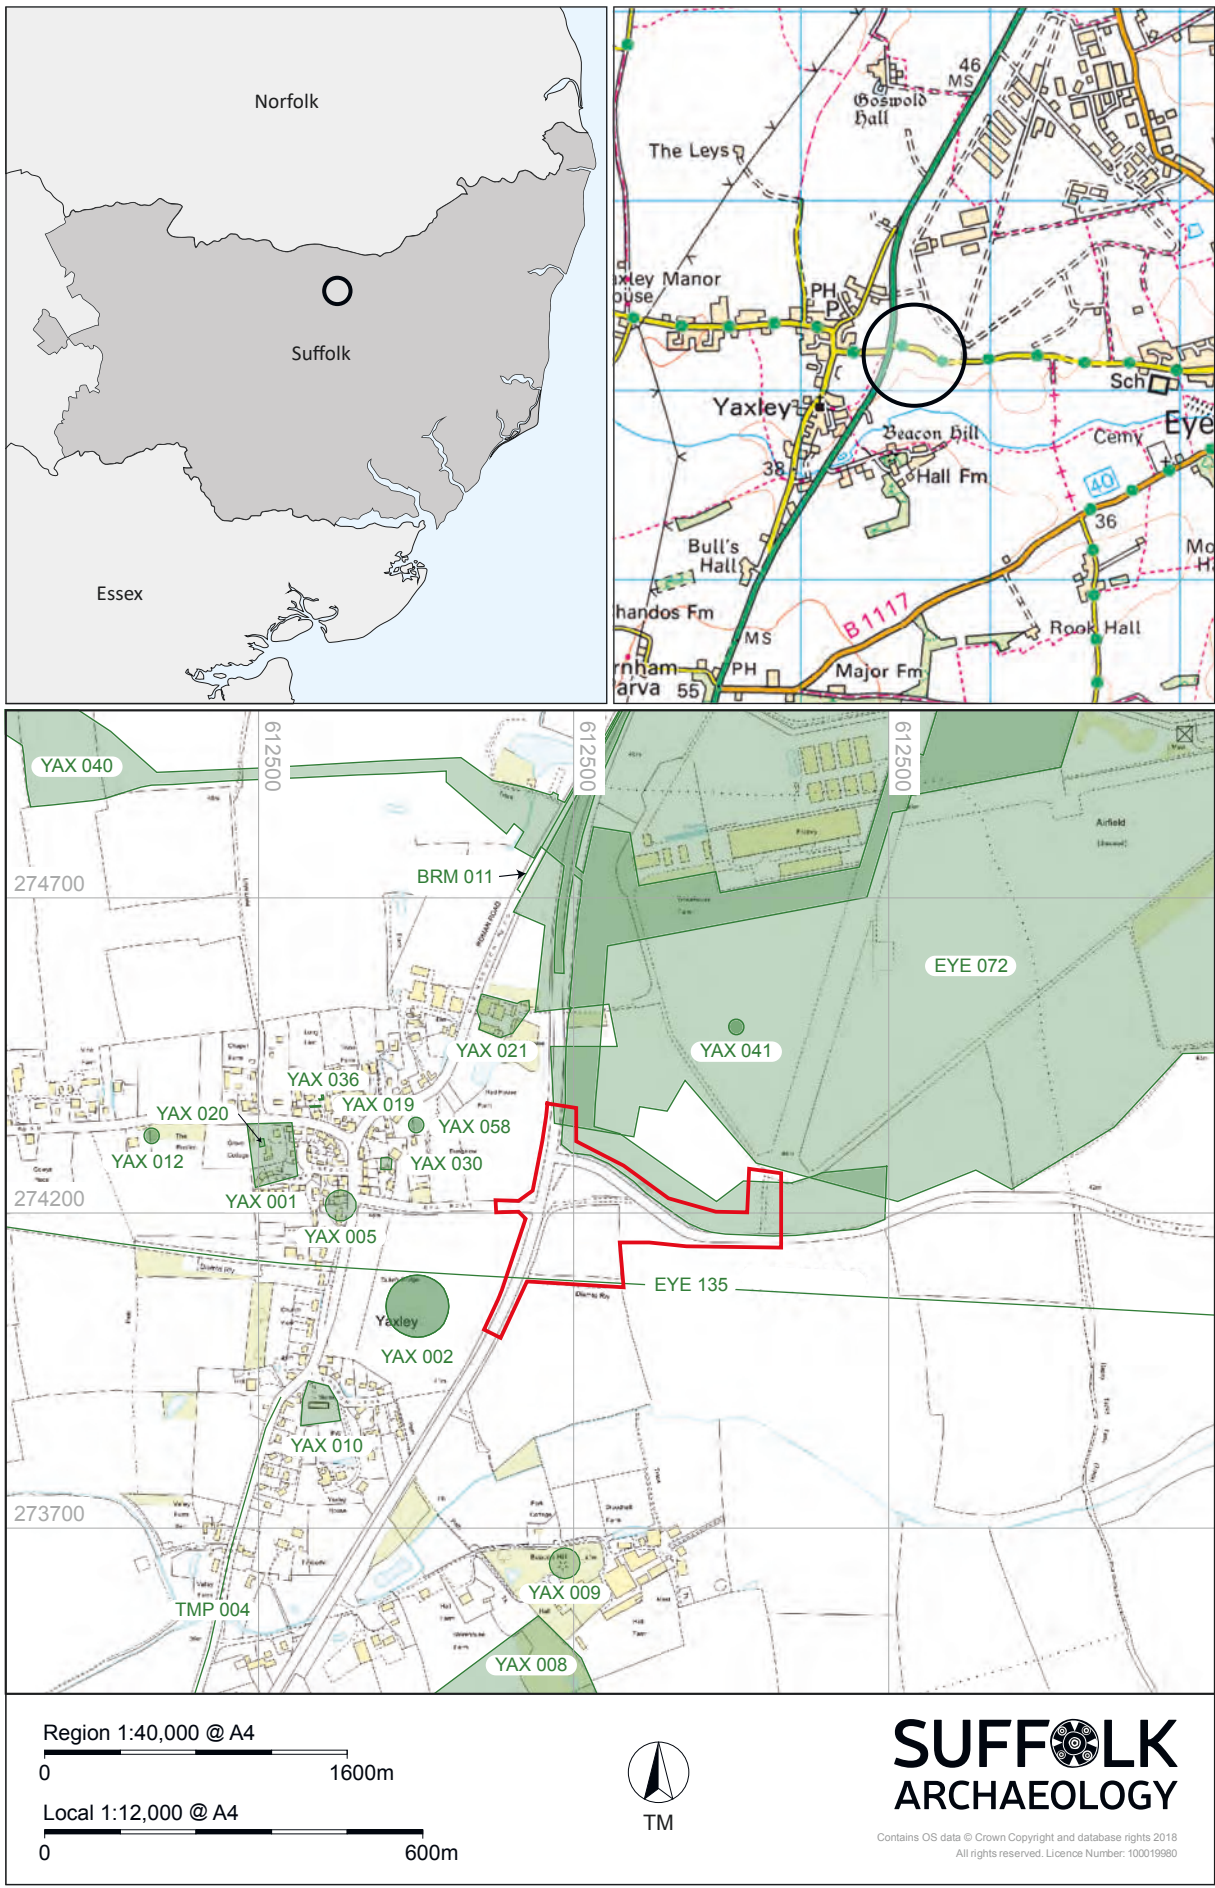 Norfolk
Suffolk
Essex
46
MS
Goswold
Hall
The Leys
xley Manor
ouse
PH
P
Sch
Yaxley
Eye
Beacon Hill
Cemy
38
Hall Fm
40
36
Bull's
Hall
Mo
H
handos Fm
B 1117
MS
Rook Hall
rnham
arva
55
PH
Major Fm
612500
612500
612500
YAX 040
Airfield
(disused)
BRM 011
274700
ROMAN ROAD
EYE 072
YAX 021
YAX 041
YAX 036
YAX 020
YAX 019
YAX 058
YAX 012
YAX 030
YAX 001
274200
YAX 005
EYE 135
Yaxley
YAX 002
YAX 010
273700
YAX 009
TMP 004
YAX 008
Region 1:40,000 @ A4
0
1600m
Local 1:12,000 @ A4
0
600m
TM
SUFFOLK
ARCHAEOLOGY
Contains OS data © Crown Copyright and database rights 2018
All rights reserved. Licence Number: 100019980